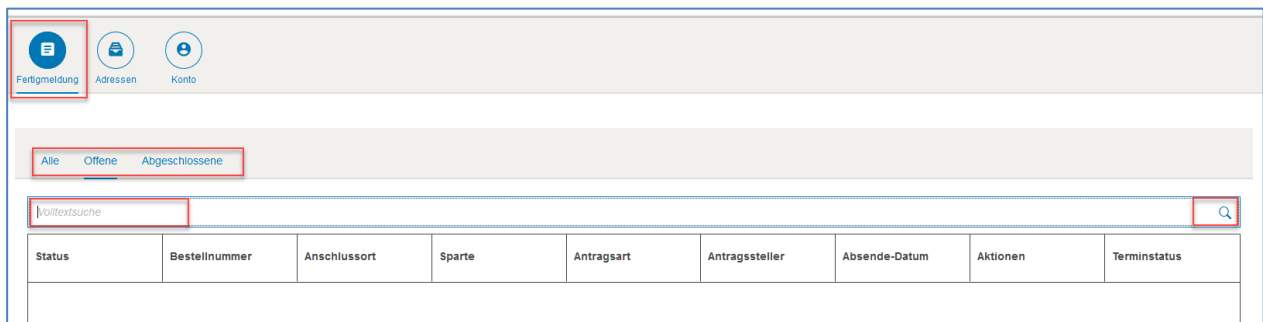 Fertigmeldung Adressen Konto
Alle Offene Abgeschlossene
Volltextsuche
Status Bestellnummer Anschlussort Sparte Antragsart Antragssteller Absende-Datum Aktionen Terminstatus